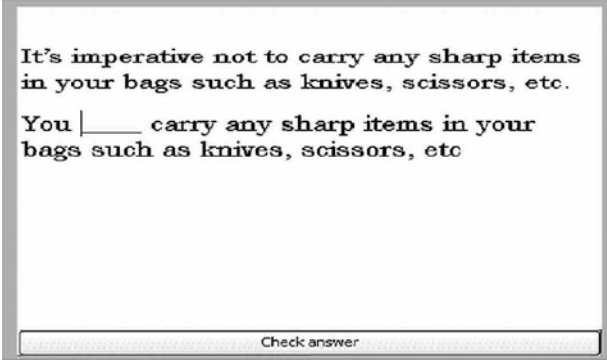 It's imperative not to carry any sharp items
in your bags such as knives, scissors, etc.
You ____ carry any sharp items in your
bags such as knives, scissors, etc
Check answer